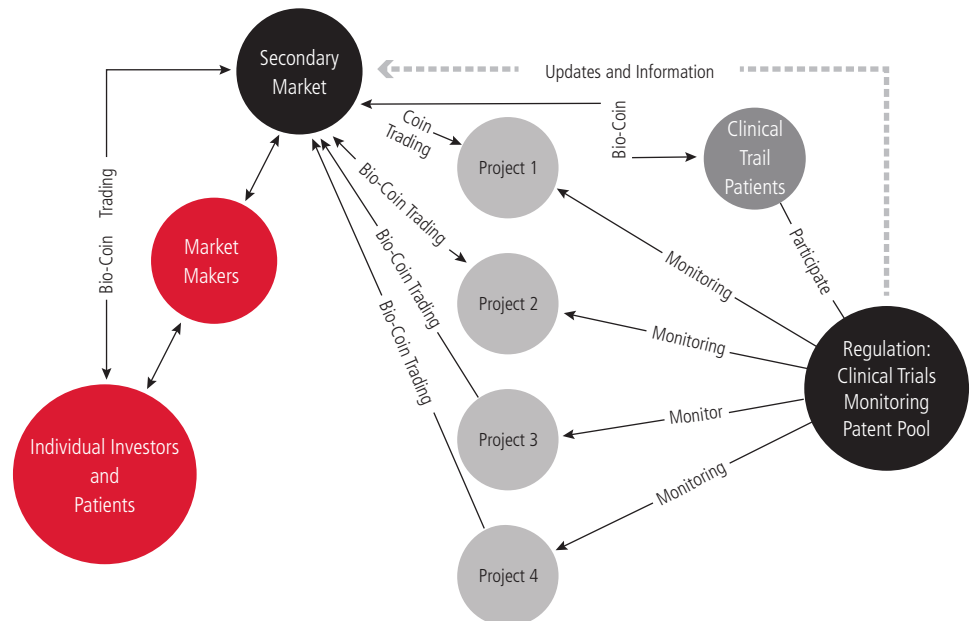 Secondary
Market
Updates and Information
Coin
Trading
Bio-Coin
Clinical
Trail
Patients
Project 1
Bio-Coin Trading
Bio-Coin Trading
Market
Makers
Bio-Coin Trading
Monitoring
Participate
Project 2
Bio-Coin Trading
Monitoring
Regulation:
Clinical Trials
Monitoring
Patent Pool
Individual Investors
and
Patients
Project 3
Monitor
Monitoring
Project 4